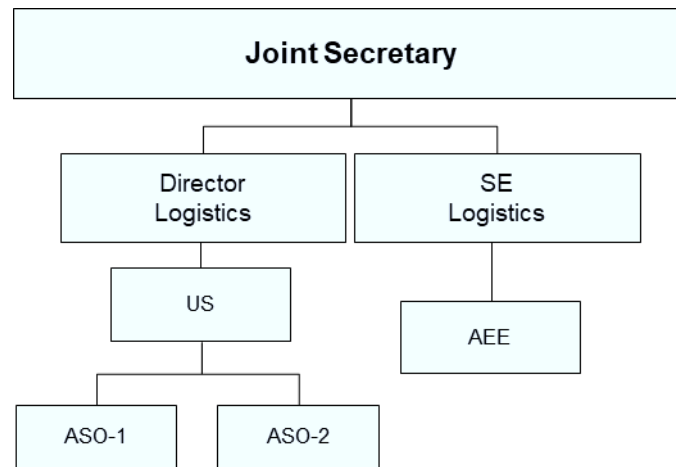 Joint Secretary
Director
Logistics
SE
Logistics
US
AEE
ASO-1
ASO-2